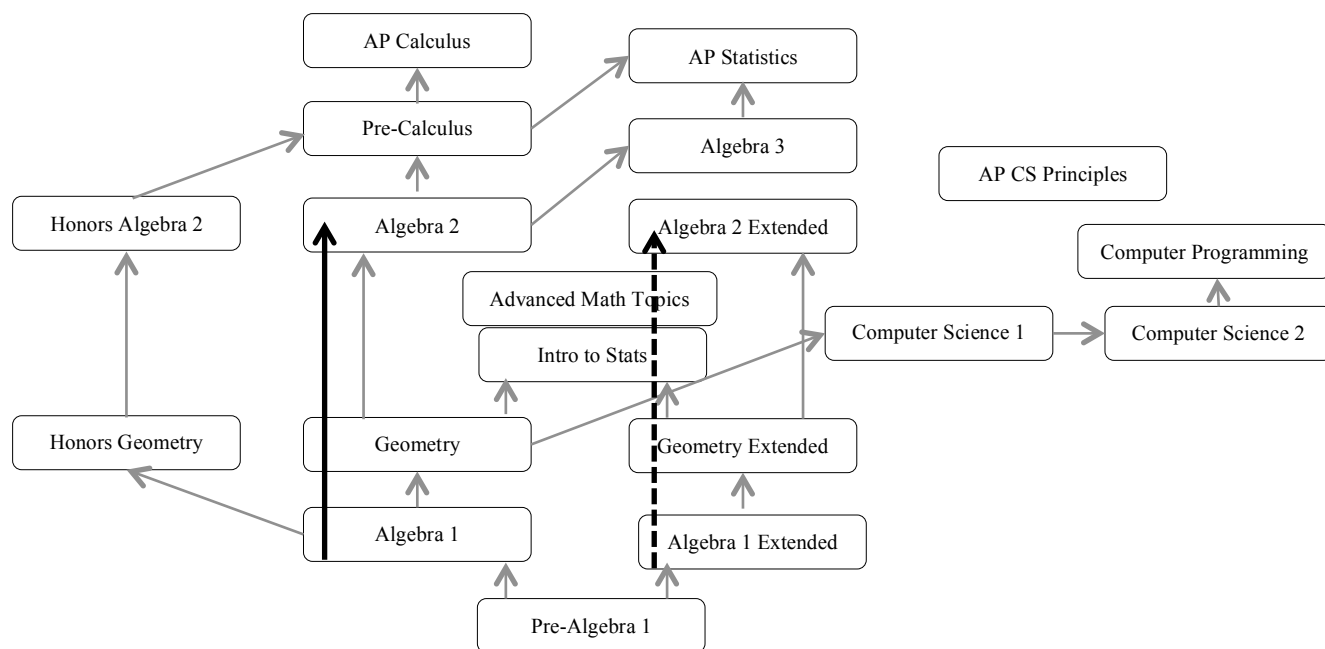 AP Calculus
AP Statistics
Pre-Calculus
Algebra 3
AP CS Principles
Honors Algebra 2
Algebra 2
Algebra 2 Extended
Computer Programming
Advanced Math Topics
Computer Science 1
Computer Science 2
Intro to Stats
Honors Geometry
Geometry
Geometry Extended
Algebra 1
Algebra 1 Extended
Pre-Algebra 1